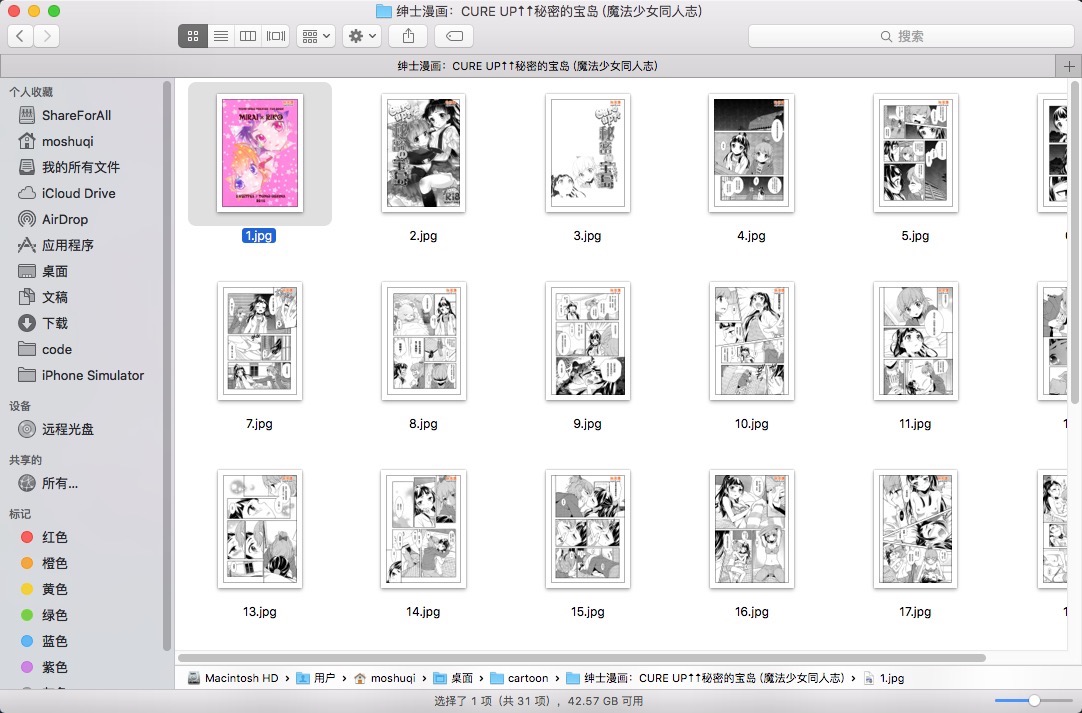 绅士漫画：CURE UP↑↑秘密的宝岛 (魔法少女同人志)
搜索
绅士漫画：CURE UP↑↑秘密的宝岛 (魔法少女同人志)
个人收藏
ShareForAll
moshuqi
我的所有文件
iCloud Drive
AirDrop
应用程序
桌面
文稿
下载
code
iPhone Simulator
设备
远程光盘
共享的
所有...
标记
红色
橙色
黄色
绿色
蓝色
紫色
MIRAI×RIKO
1.jpg
2.jpg
3.jpg
4.jpg
5.jpg
7.jpg
8.jpg
9.jpg
10.jpg
11.jpg
13.jpg
14.jpg
15.jpg
16.jpg
17.jpg
Macintosh HD › 用户 › moshuqi › 桌面 › cartoon › 绅士漫画：CURE UP↑↑秘密的宝岛 (魔法少女同人志) › 1.jpg
选择了 1 项（共 31 项），42.57 GB 可用